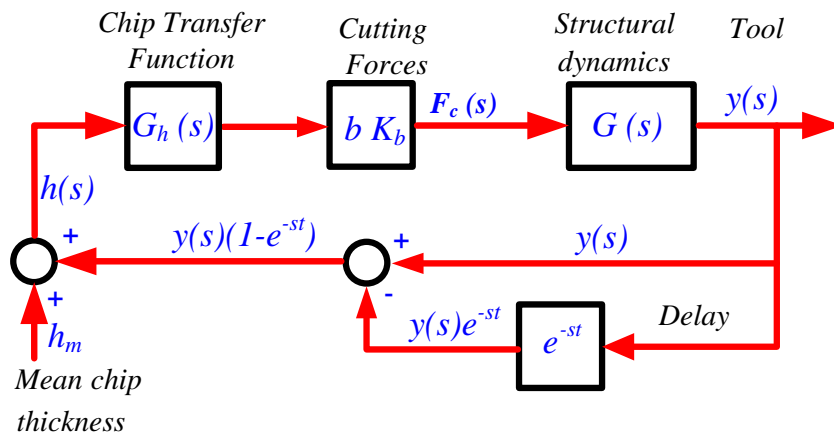 Chip Transfer
Function
Cutting
Forces
Structural
dynamics
Tool
G_h (s)
b K_b
F_c (s)
G (s)
y(s)
h(s)
+
y(s)(1-e^{-st})
+
y(s)
-
+
h_m
y(s)e^{-st}
e^{-st}
Delay
Mean chip
thickness